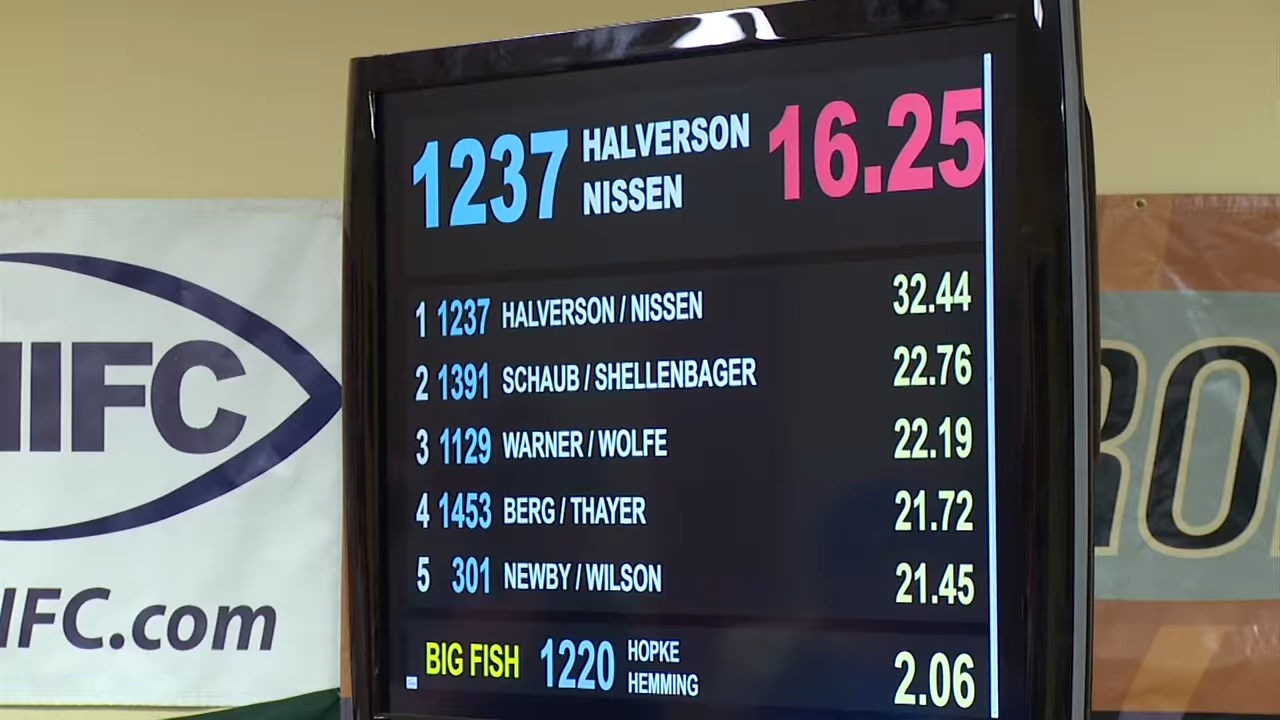 1237 HALVERSON NISSEN 16.25
1 1237 HALVERSON / NISSEN 32.44
2 1391 SCHAUB / SHELLENBAGER 22.76
3 1129 WARNER / WOLFE 22.19
4 1453 BERG / THAYER 21.72
5 301 NEWBY / WILSON 21.45
BIG FISH 1220 HOPKE HEMMING 2.06
IFC
FC.com
RO